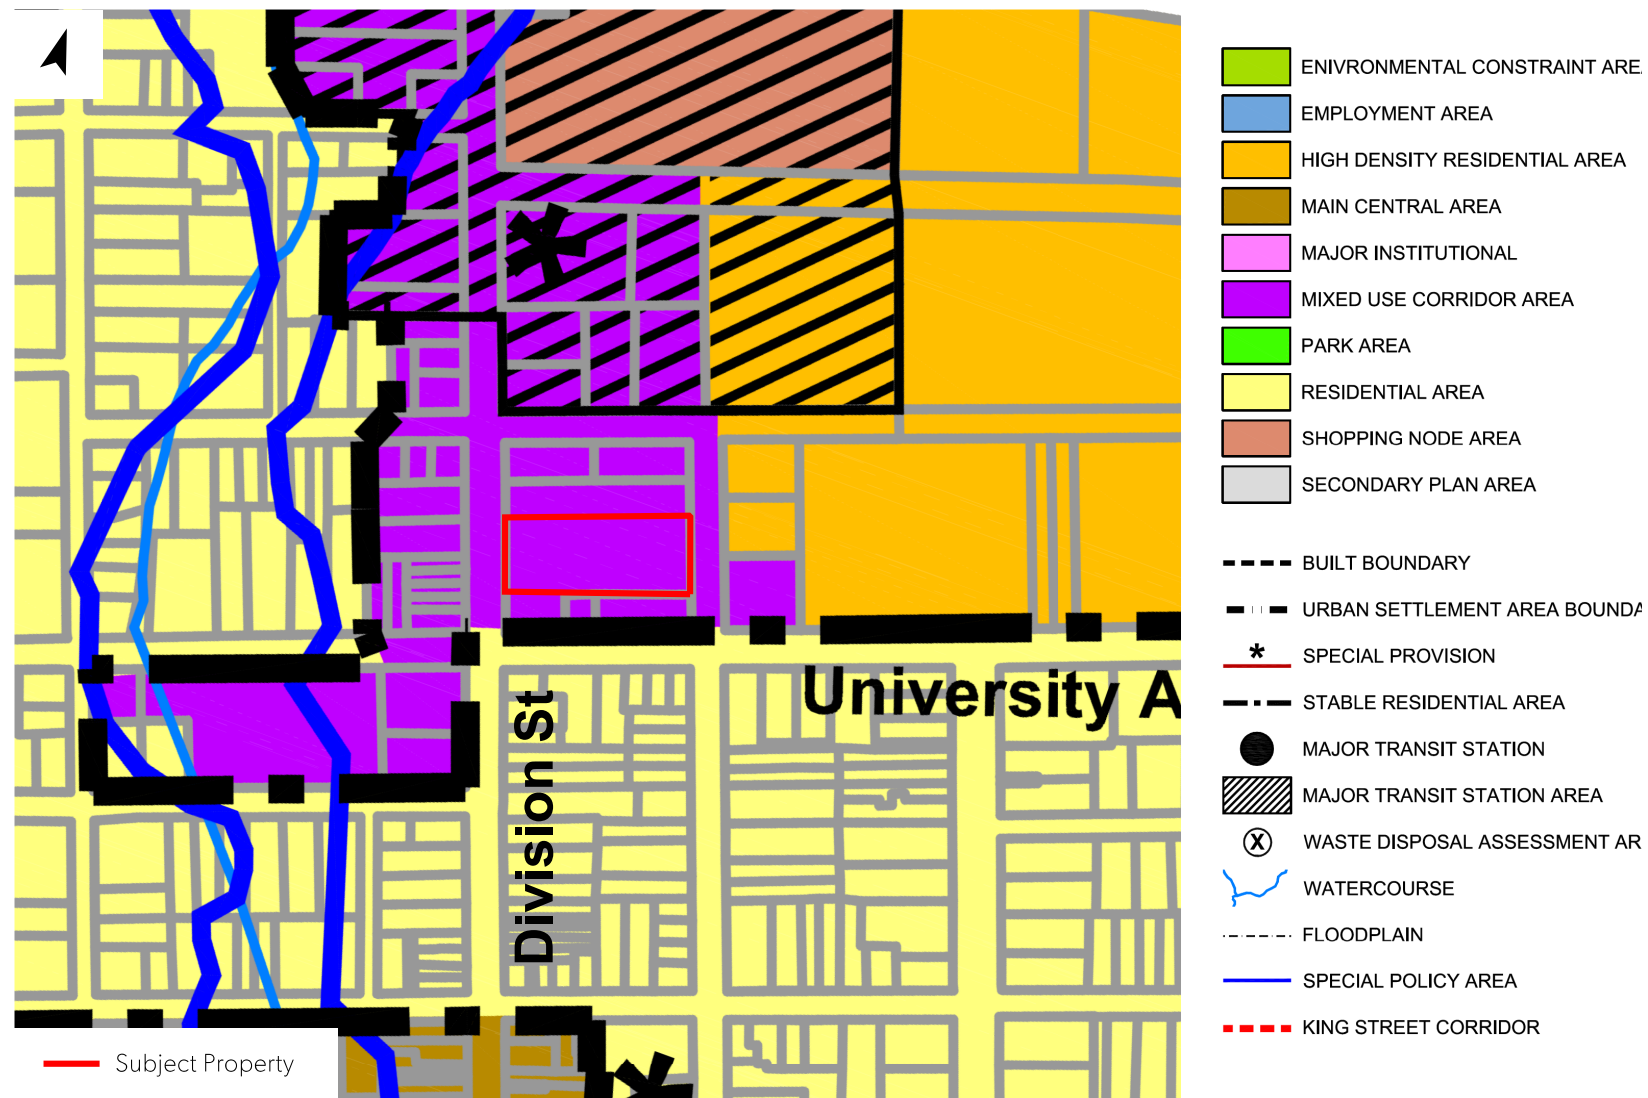 ENIVRONMENTAL CONSTRAINT ARE
EMPLOYMENT AREA
HIGH DENSITY RESIDENTIAL AREA
MAIN CENTRAL AREA
MAJOR INSTITUTIONAL
MIXED USE CORRIDOR AREA
PARK AREA
RESIDENTIAL AREA
SHOPPING NODE AREA
SECONDARY PLAN AREA
BUILT BOUNDARY
URBAN SETTLEMENT AREA BOUNDA
* SPECIAL PROVISION
STABLE RESIDENTIAL AREA
MAJOR TRANSIT STATION
MAJOR TRANSIT STATION AREA
X WASTE DISPOSAL ASSESSMENT AR
WATERCOURSE
FLOODPLAIN
SPECIAL POLICY AREA
KING STREET CORRIDOR
University A
Division St
Subject Property